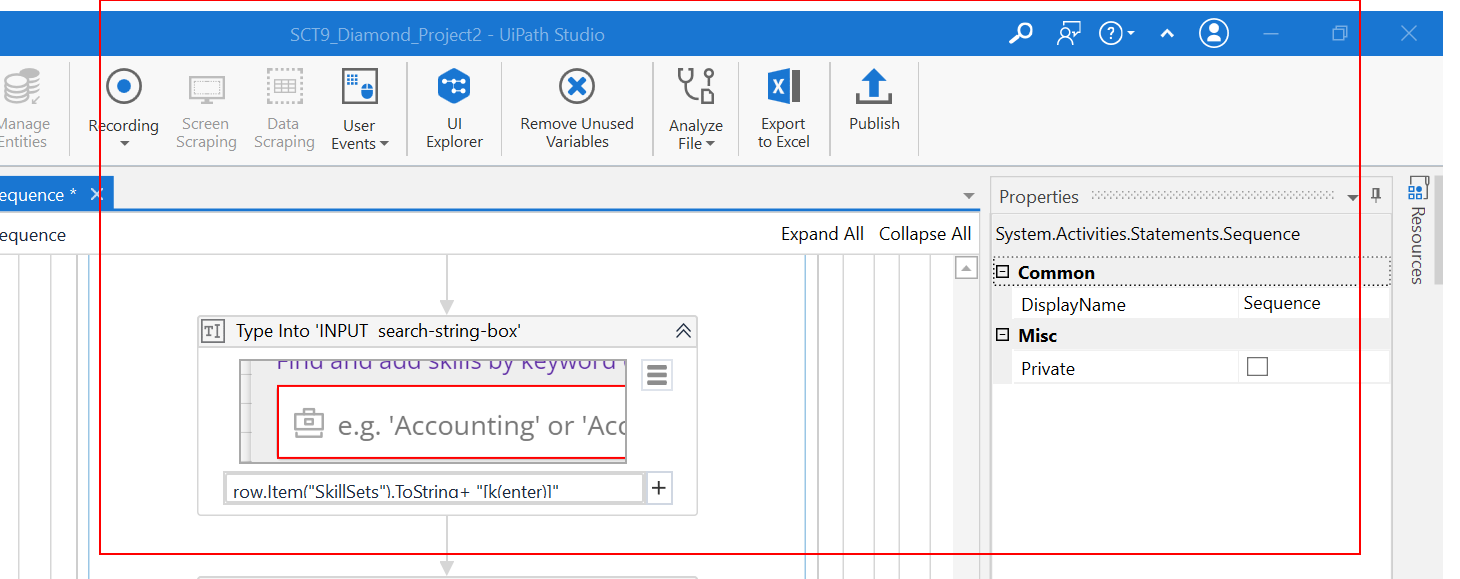 SCT9_Diamond_Project2 - UiPath Studio
Manage Entities
Recording
Screen Scraping
Data Scraping
User Events
UI Explorer
Remove Unused Variables
Analyze File
Export to Excel
Publish
equence *
Properties
Resources
equence
Expand All
Collapse All
System.Activities.Statements.Sequence
Common
DisplayName
Sequence
Misc
Private
Type Into 'INPUT search-string-box'
Find and add skills by keyword
e.g. 'Accounting' or 'Acc
row.Item("SkillSets").ToString+ "[k(enter)]"